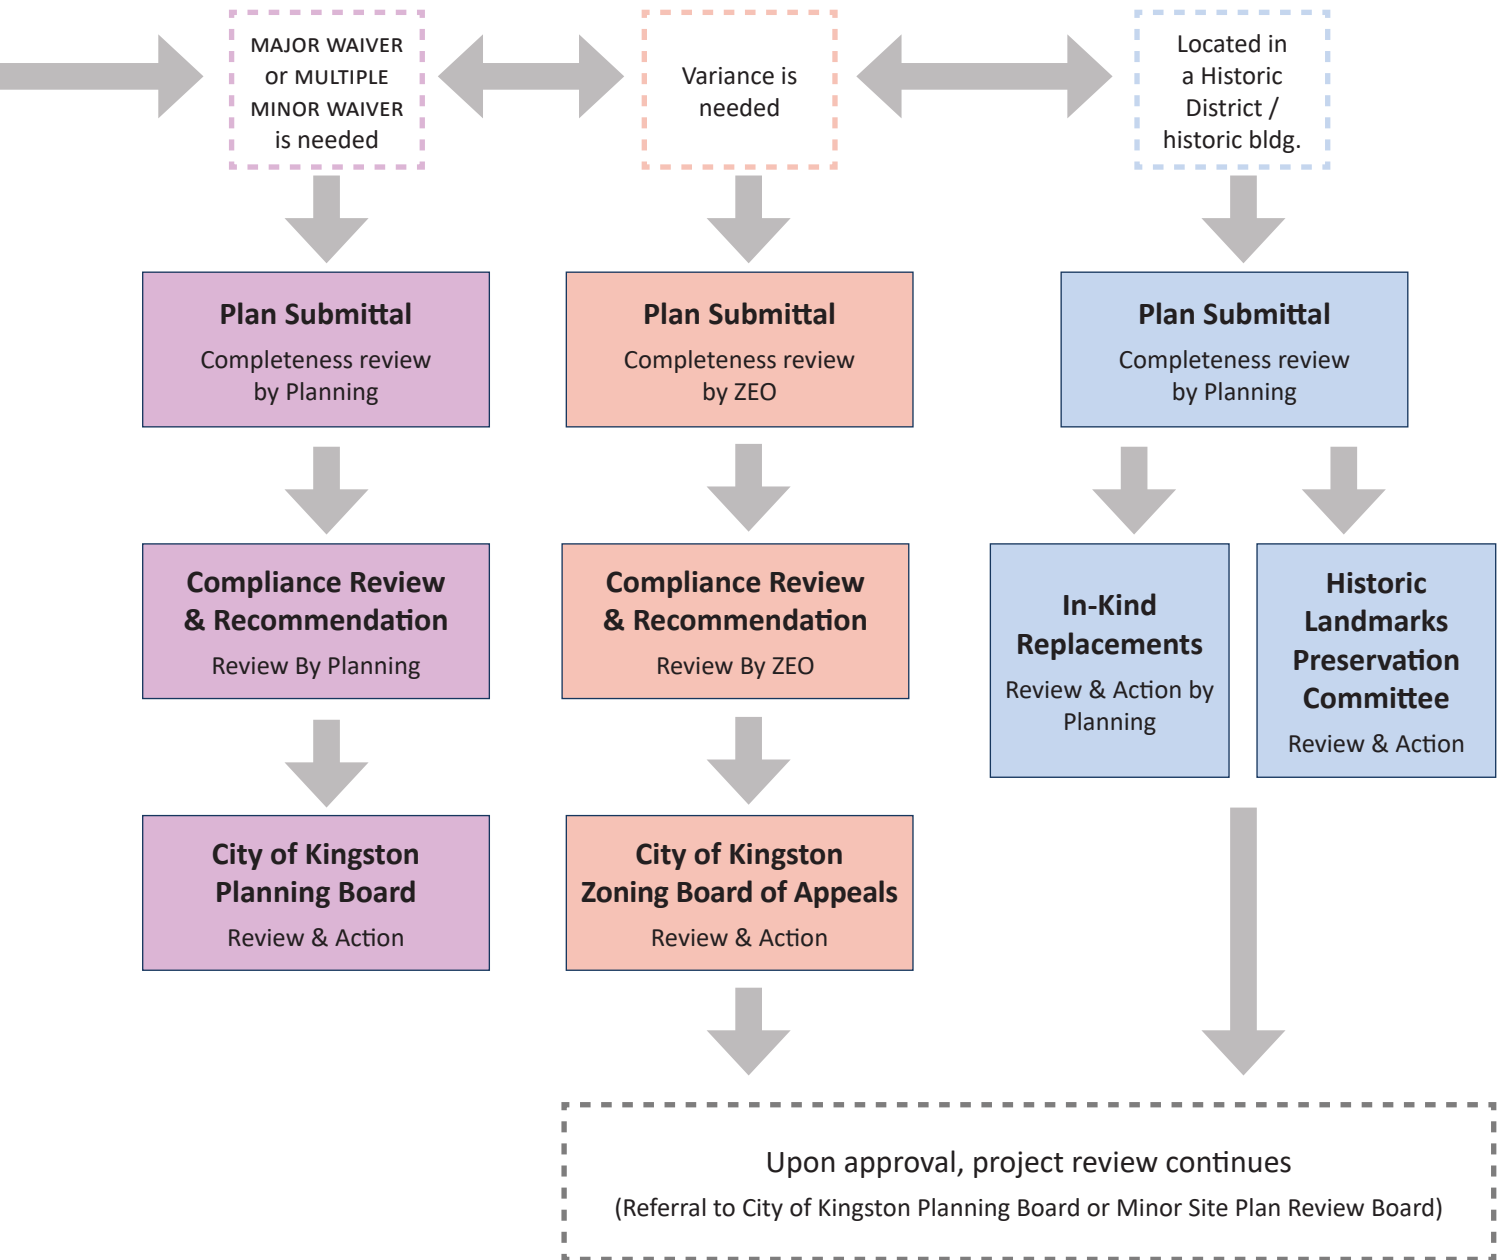 MAJOR WAIVER
or MULTIPLE
MINOR WAIVER
is needed
Variance is
needed
Located in
a Historic
District /
historic bldg.
Plan Submittal
Completeness review
by Planning
Plan Submittal
Completeness review
by ZEO
Plan Submittal
Completeness review
by Planning
Compliance Review
& Recommendation
Review By Planning
Compliance Review
& Recommendation
Review By ZEO
In-Kind
Replacements
Review & Action by
Planning
Historic
Landmarks
Preservation
Committee
Review & Action
City of Kingston
Planning Board
Review & Action
City of Kingston
Zoning Board of Appeals
Review & Action
Upon approval, project review continues
(Referral to City of Kingston Planning Board or Minor Site Plan Review Board)